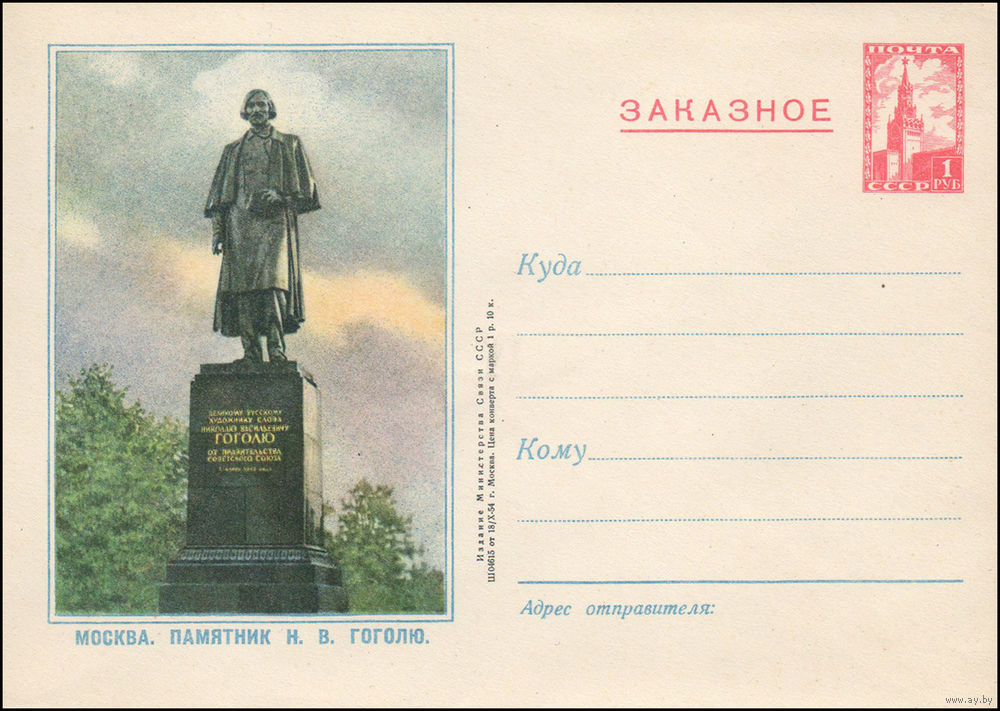 ПОЧТА
ЗАКАЗНОЕ
1
РУБ
СССР
Куда
Кому
Адрес отправителя:
Издание Министерства Связи СССР
Ш04615 от 18/X-54 г. Москва. Цена конверта с маркой 1 р. 10 к.
ВЕЛИКОМУ РУССКОМУ
ХУДОЖНИКУ СЛОВА
НИКОЛАЮ ВАСИЛЬЕВИЧУ
ГОГОЛЮ
ОТ ПРАВИТЕЛЬСТВА
СОВЕТСКОГО СОЮЗА
МОСКВА. ПАМЯТНИК Н. В. ГОГОЛЮ.
www.ay.by